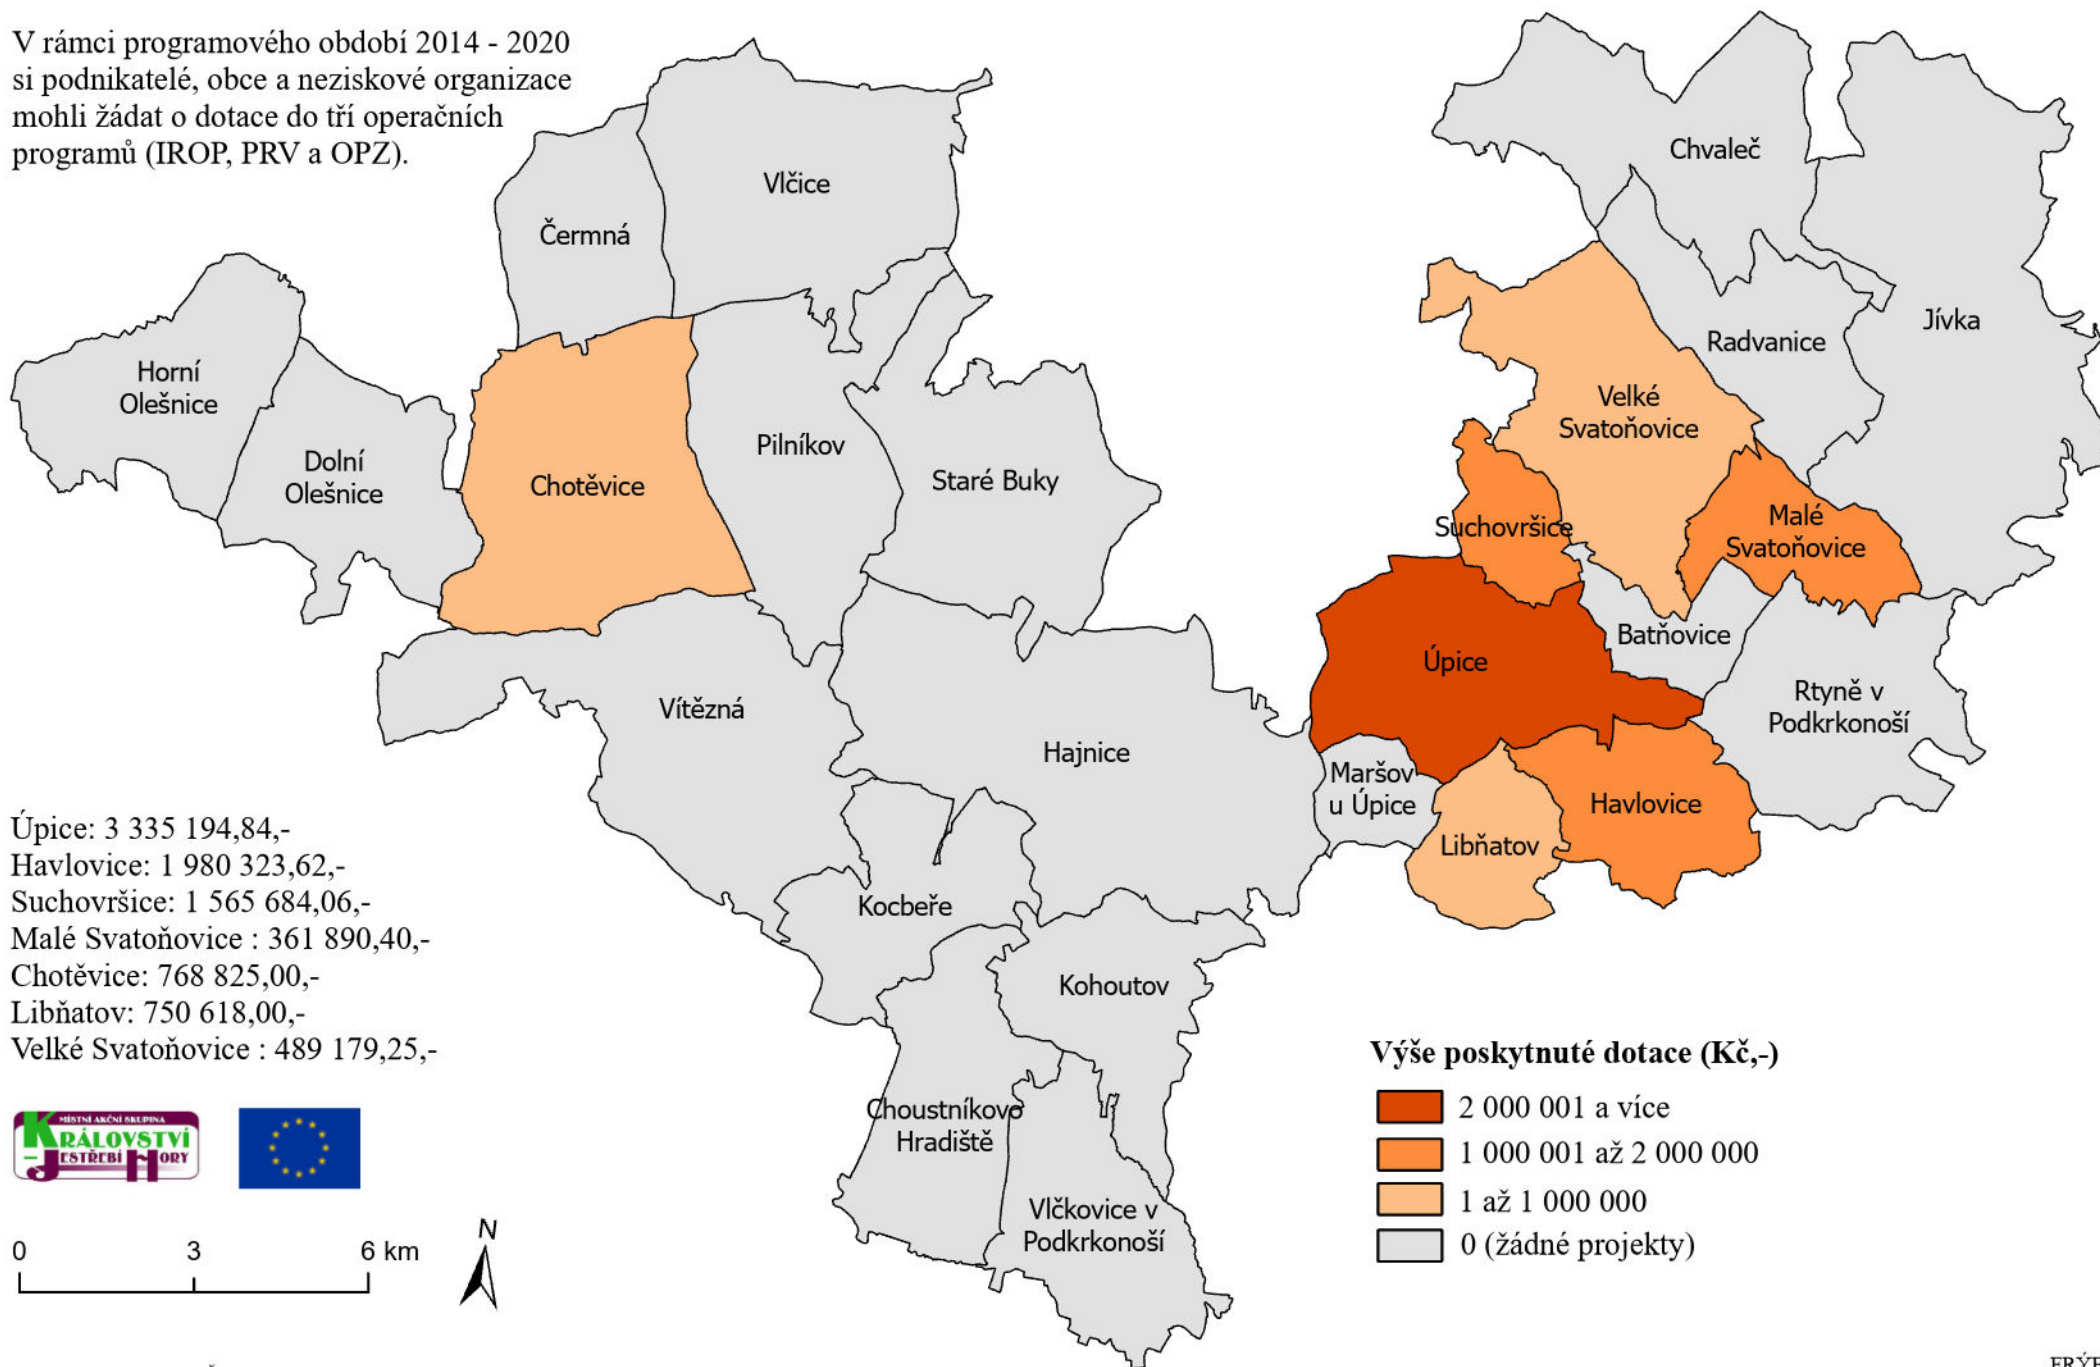 V rámci programového období 2014 - 2020
si podnikatelé, obce a neziskové organizace
mohli žádat o dotace do tří operačních
programů (IROP, PRV a OPZ).
Chvaleč
Vlčice
Čermná
Jívka
Radvanice
Horní
Olešnice
Velké
Svatoňovice
Pilníkov
Dolní
Olešnice
Staré Buky
Chotěvice
Suchovršice
Malé
Svatoňovice
Batňovice
Úpice
Rtyně v
Podkrkonoší
Vítězná
Hajnice
Maršov
u Úpice
Havlovice
Libňatov
Kocbeře
Kohoutov
Choustníkovo
Hradiště
Vlčkovice v
Podkrkonoší
Úpice: 3 335 194,84,-
Havlovice: 1 980 323,62,-
Suchovršice: 1 565 684,06,-
Malé Svatoňovice : 361 890,40,-
Chotěvice: 768 825,00,-
Libňatov: 750 618,00,-
Velké Svatoňovice : 489 179,25,-
MÍSTNÍ AKČNÍ SKUPINA
KRÁLOVSTVÍ
- JESTŘEBÍ HORY
0 3 6 km
N
Výše poskytnuté dotace (Kč,-)
2 000 001 a více
1 000 001 až 2 000 000
1 až 1 000 000
0 (žádné projekty)